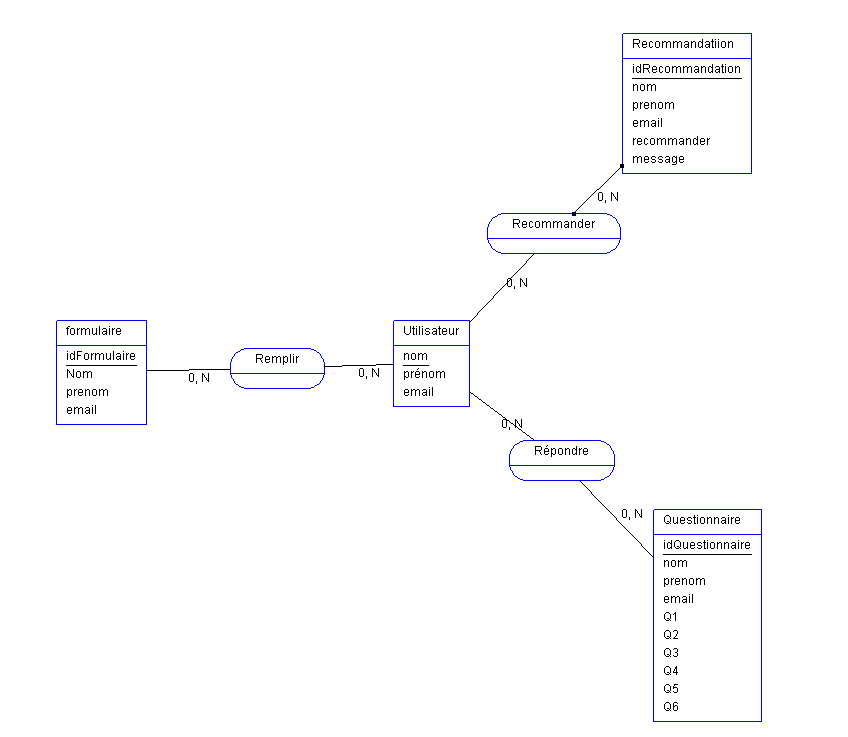 Recommandatiion
idRecommandation
nom
prenom
email
recommander
message
0, N
Recommander
0, N
formulaire
idFormulaire
Nom
prenom
email
0, N
Remplir
0, N
Utilisateur
nom
prénom
email
0, N
Répondre
0, N
Questionnaire
idQuestionnaire
nom
prenom
email
Q1
Q2
Q3
Q4
Q5
Q6